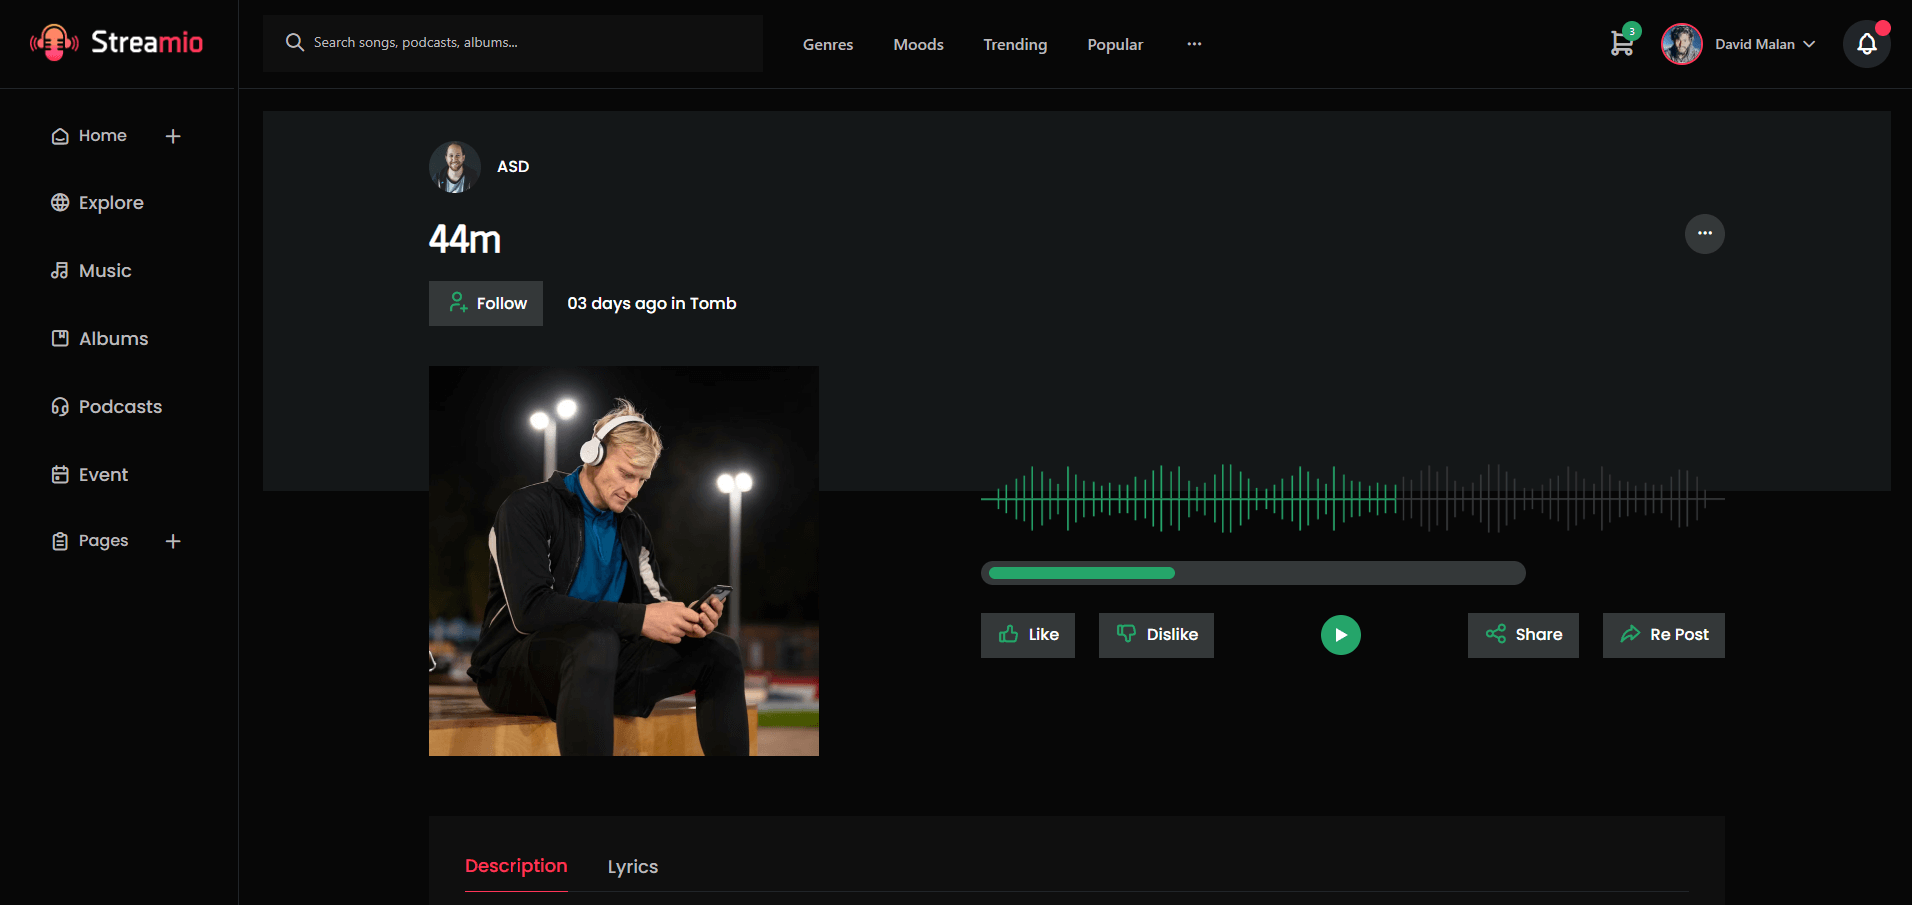 Streamio
Search songs, podcasts, albums...
Genres
Moods
Trending
Popular
3
David Malan
Home
Explore
Music
Albums
Podcasts
Event
Pages
ASD
44m
Follow
03 days ago in Tomb
Like
Dislike
Share
Re Post
Description
Lyrics